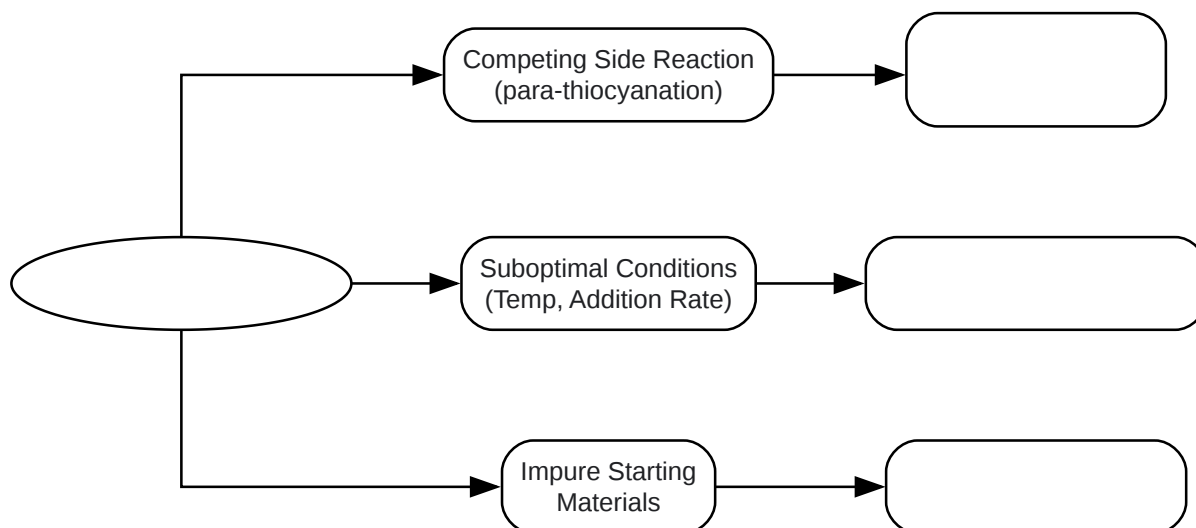 Competing Side Reaction
(para-thiocyanation)
Suboptimal Conditions
(Temp, Addition Rate)
Impure Starting
Materials